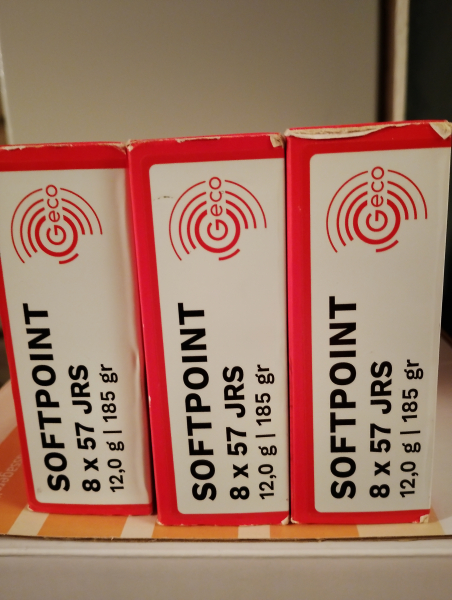 Geco
SOFTPOINT
8 x 57 JRS
12,0 g | 185 gr
Geco
SOFTPOINT
8 x 57 JRS
12,0 g | 185 gr
Geco
SOFTPOINT
8 x 57 JRS
12,0 g | 185 gr